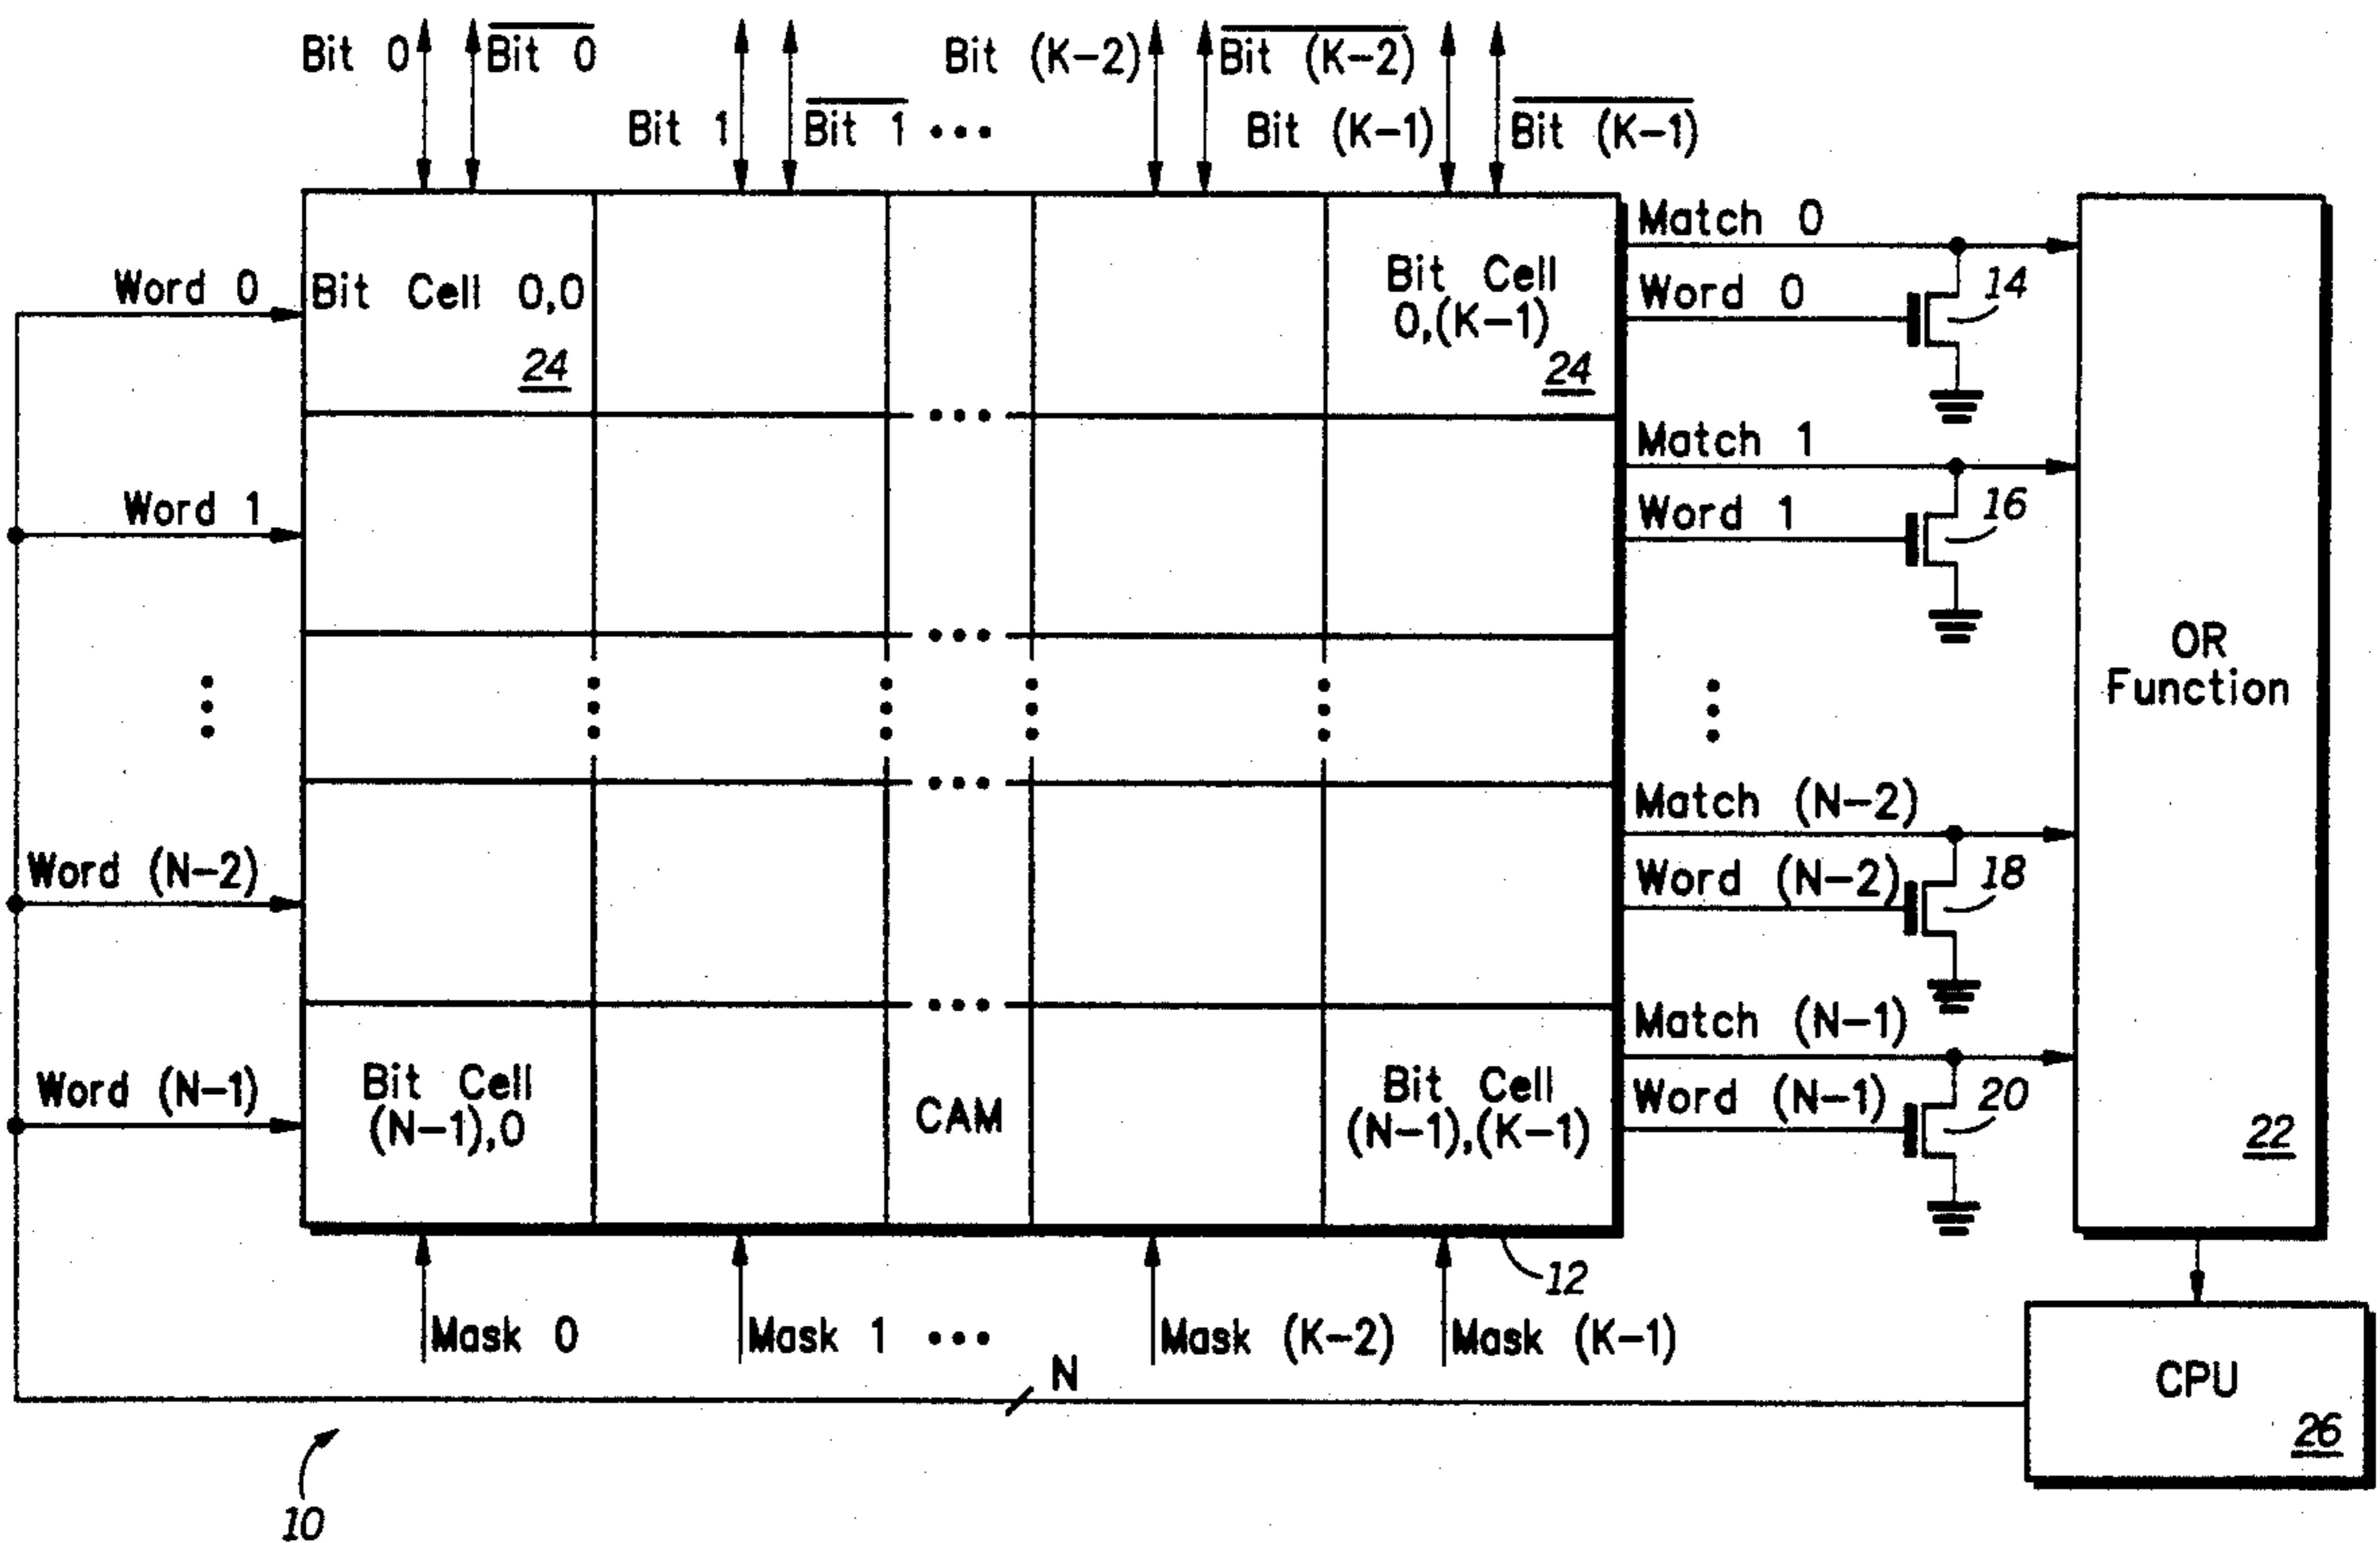 Bit 0 Bit 0 Bit (K-2) Bit (K-2)
Bit 1 Bit 1 ••• Bit (K-1) Bit (K-1)
Match 0
Word 0 Bit Cell 0,0 Bit Cell Word 0 14
0,(K-1)
24 24
Match 1
Word 1 Word 1 16
OR
Function
Match (N-2)
Word (N-2) Word (N-2) 18
Match (N-1)
Word (N-1) Bit Cell CAM Bit Cell Word (N-1) 20
(N-1),0 (N-1),(K-1) 22
12
Mask 0 Mask 1 ••• Mask (K-2) Mask (K-1)
N
CPU
26
10